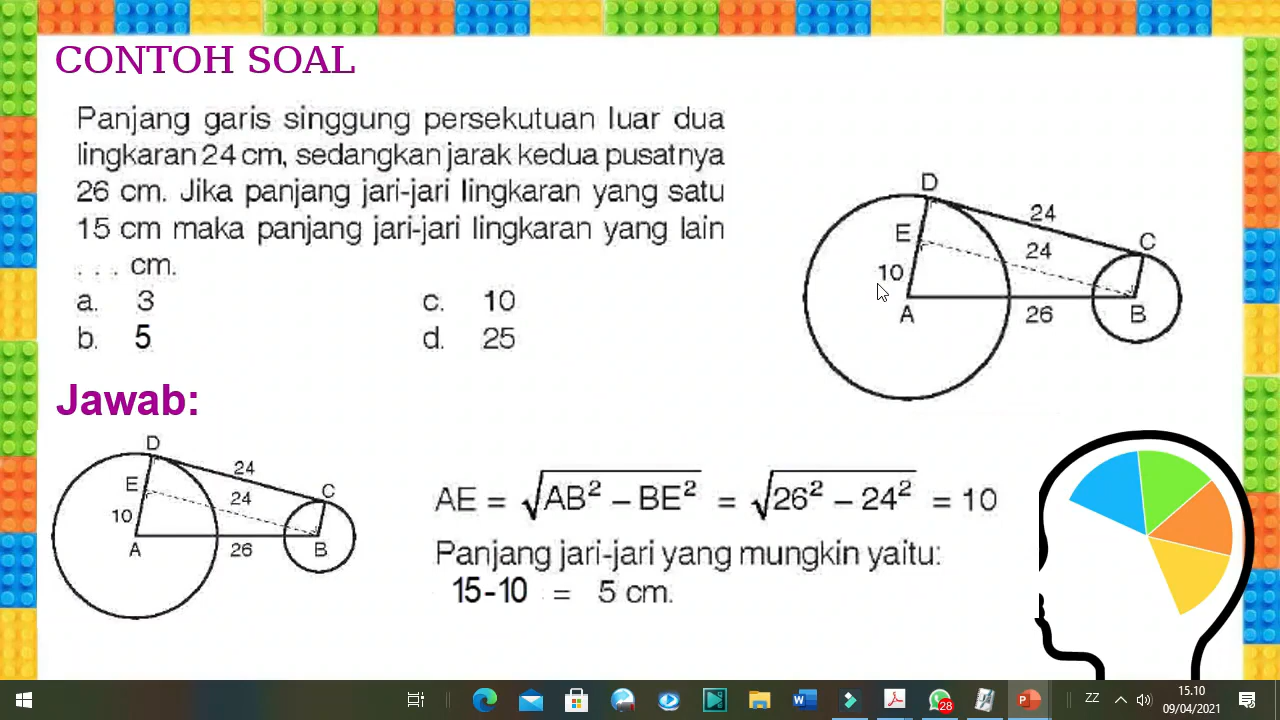 CONTOH SOAL
Panjang garis singgung persekutuan luar dua
lingkaran 24 cm, sedangkan jarak kedua pusatnya
26 cm. Jika panjang jari-jari lingkaran yang satu
15 cm maka panjang jari-jari lingkaran yang lain
. . . cm.
a. 3 c. 10
b. 5 d. 25
D
24
E
24
C
10
A
26
B
Jawab:
D
24
E
24
C
10
A
26
B
AE = √AB² – BE² = √26² – 24² = 10
Panjang jari-jari yang mungkin yaitu:
15-10 = 5 cm.
28
ZZ
15.10
09/04/2021